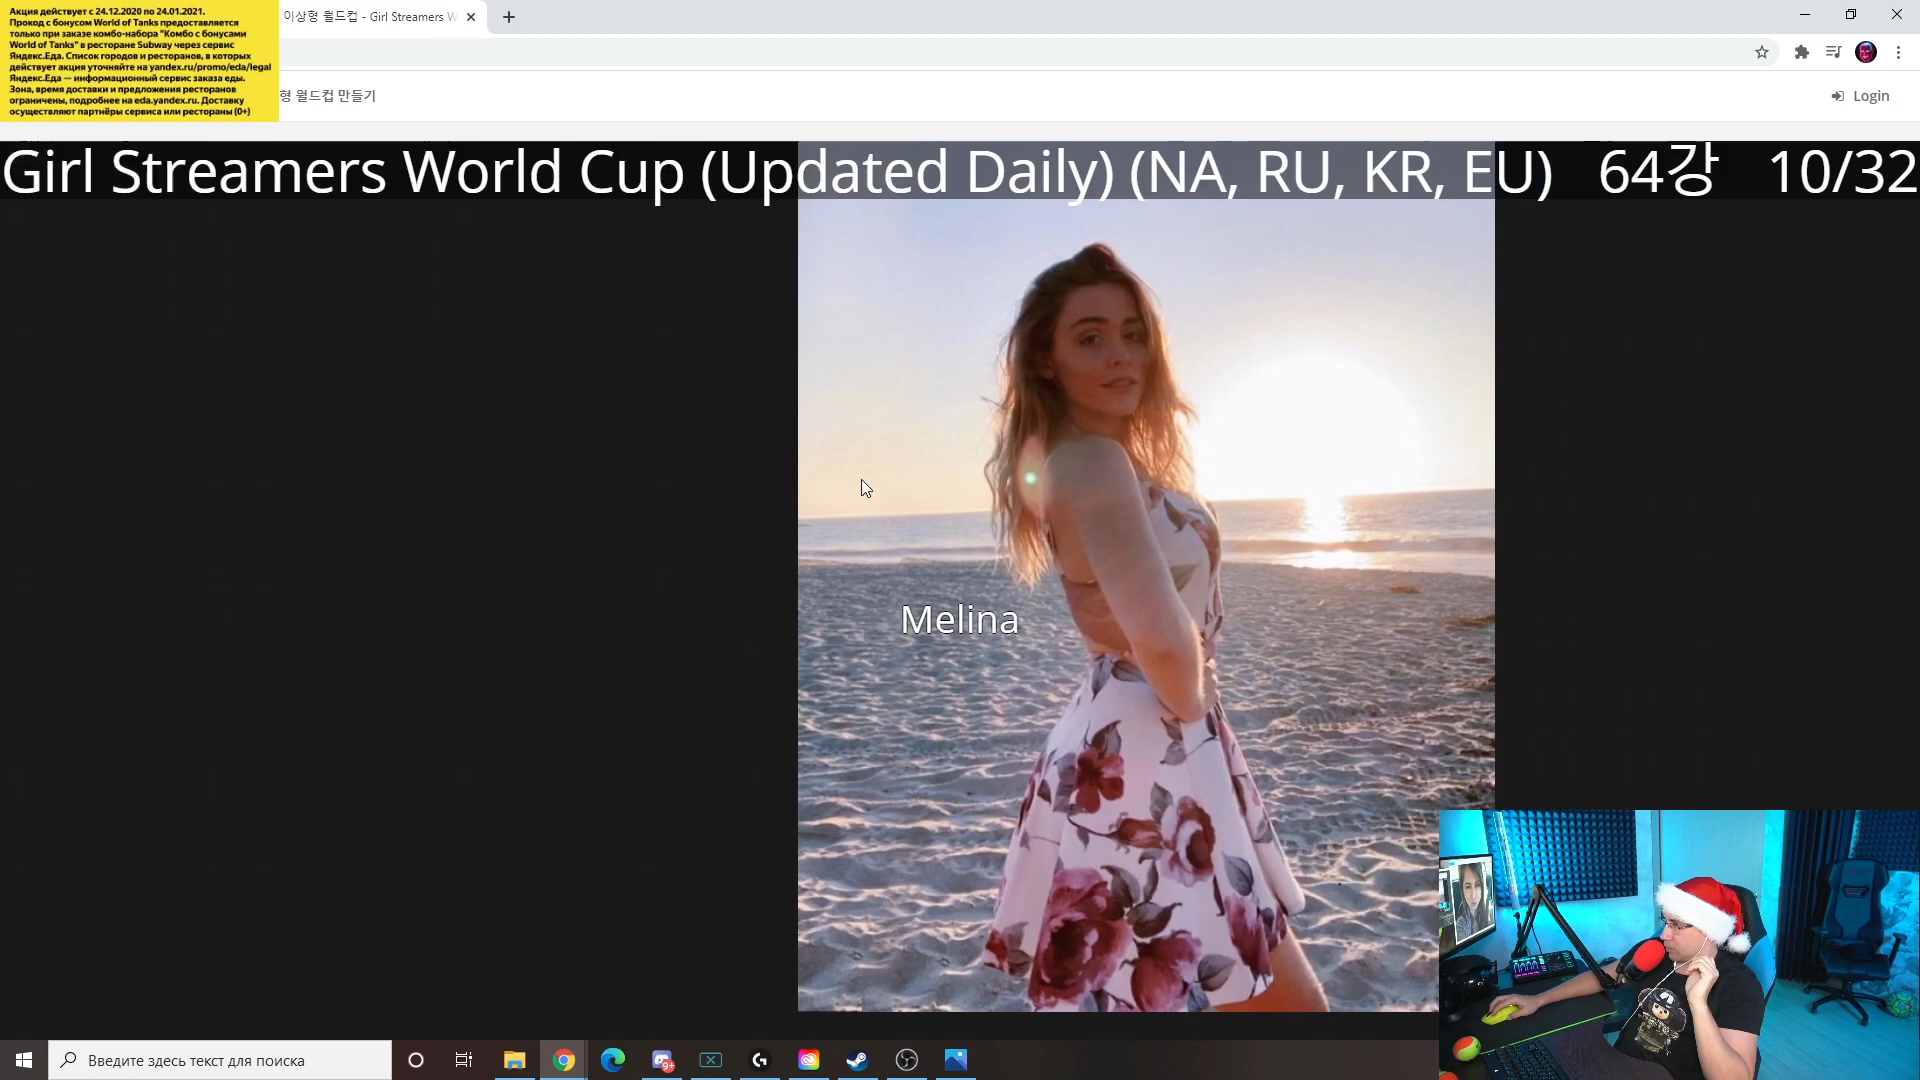 Акция действует с 24.12.2020 по 24.01.2021.
Прокод с бонусом World of Tanks предоставляется
только при заказе комбо-набора "Комбо с бонусами
World of Tanks" в ресторане Subway через сервис
Яндекс.Еда. Список городов и ресторанов, в которых
действует акция уточняйте на yandex.ru/promo/eda/legal
Яндекс.Еда — информационный сервис заказа еды.
Зона, время доставки и предложения ресторанов
ограничены, подробнее на eda.yandex.ru. Доставку
осуществляют партнёры сервиса или рестораны (0+)
이상형 월드컵 - Girl Streamers W
형 월드컵 만들기
Login
Girl Streamers World Cup (Updated Daily) (NA, RU, KR, EU) 64강 10/32
Melina
Введите здесь текст для поиска
9+